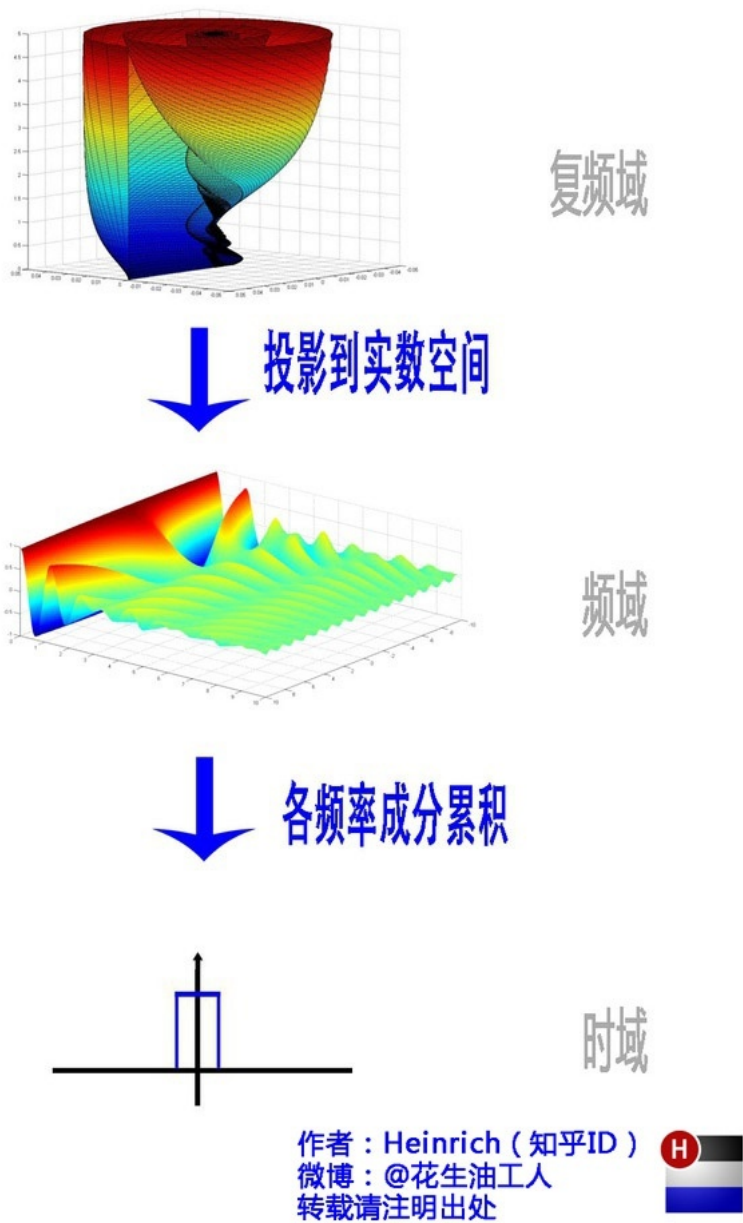 复频域
投影到实数空间
频域
各频率成分累积
时域
作者：Heinrich（知乎ID）
H
微博：@花生油工人
转载请注明出处